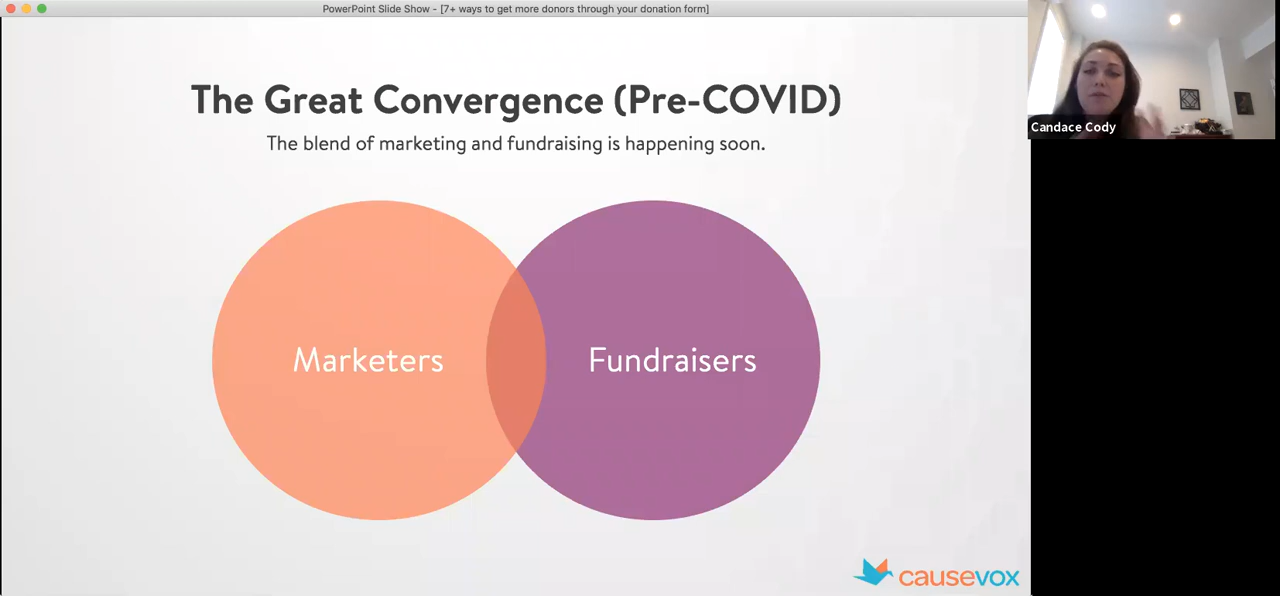 PowerPoint Slide Show - [7+ ways to get more donors through your donation form]
The Great Convergence (Pre-COVID)
The blend of marketing and fundraising is happening soon.
Marketers
Fundraisers
causevox
Candace Cody